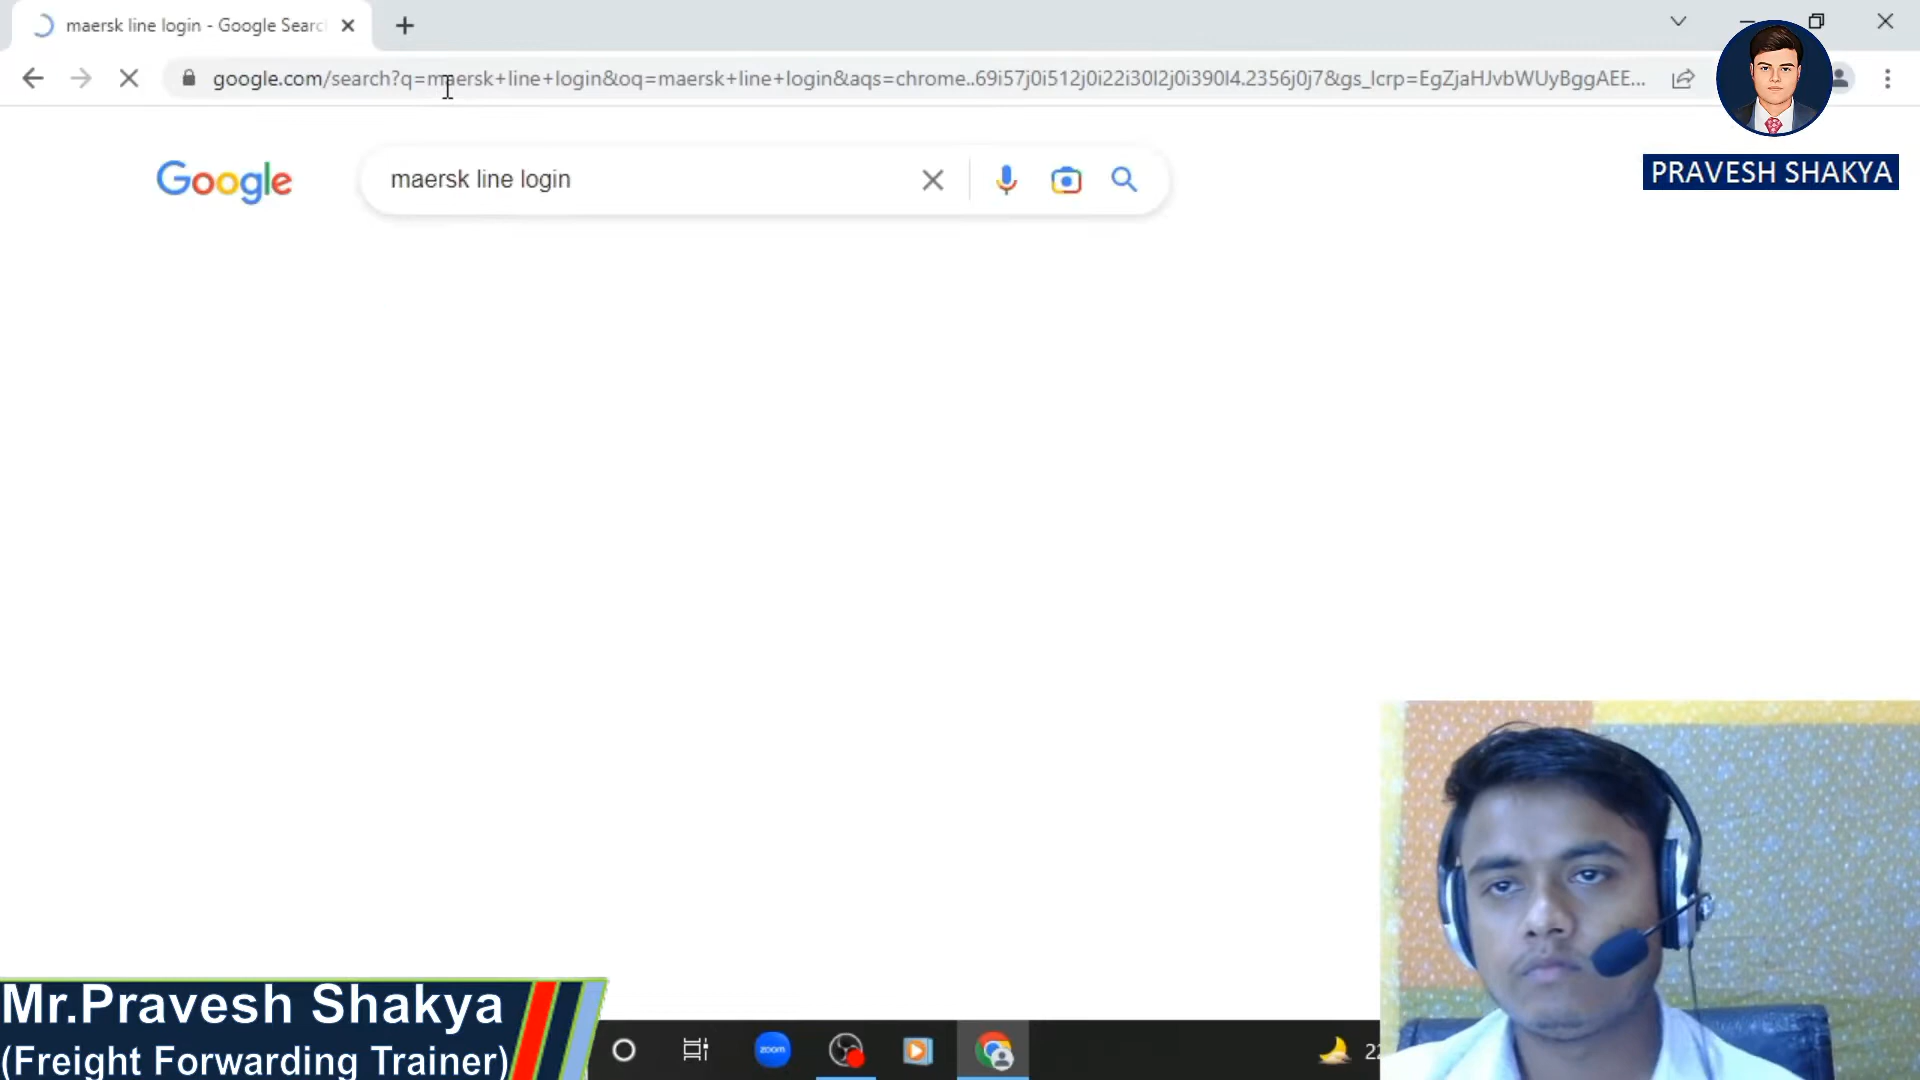 maersk line login - Google Searc
google.com/search?q=maersk+line+login&oq=maersk+line+login&aqs=chrome..69i57j0i512j0i22i30l2j0i390l4.2356j0j7&gs_lcrp=EgZjaHJvbWUyBggAEE...
Google
maersk line login
PRAVESH SHAKYA
Mr.Pravesh Shakya
(Freight Forwarding Trainer)
zoom
22